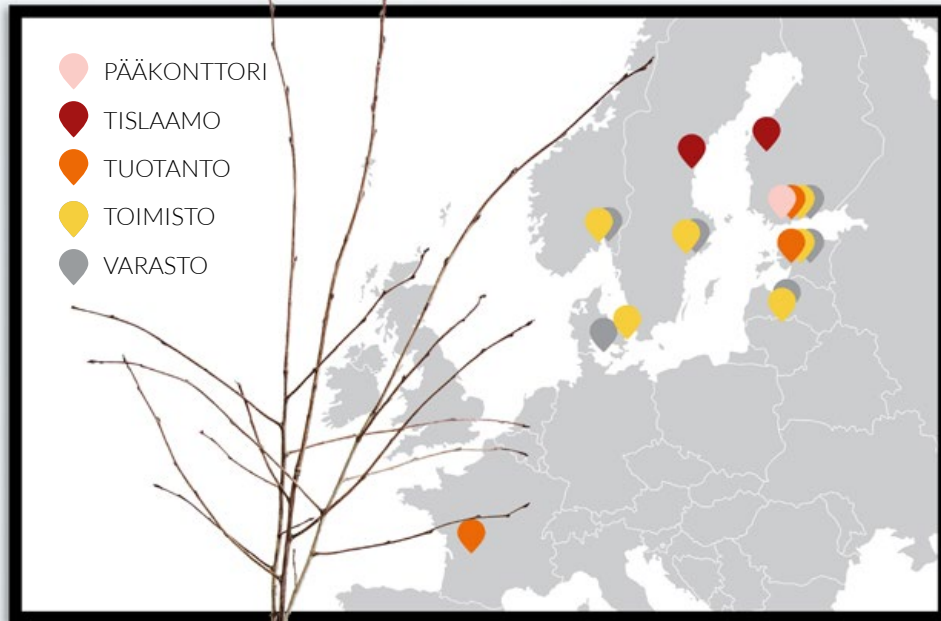 PÄÄKONTTORI
TISLAAMO
TUOTANTO
TOIMISTO
VARASTO